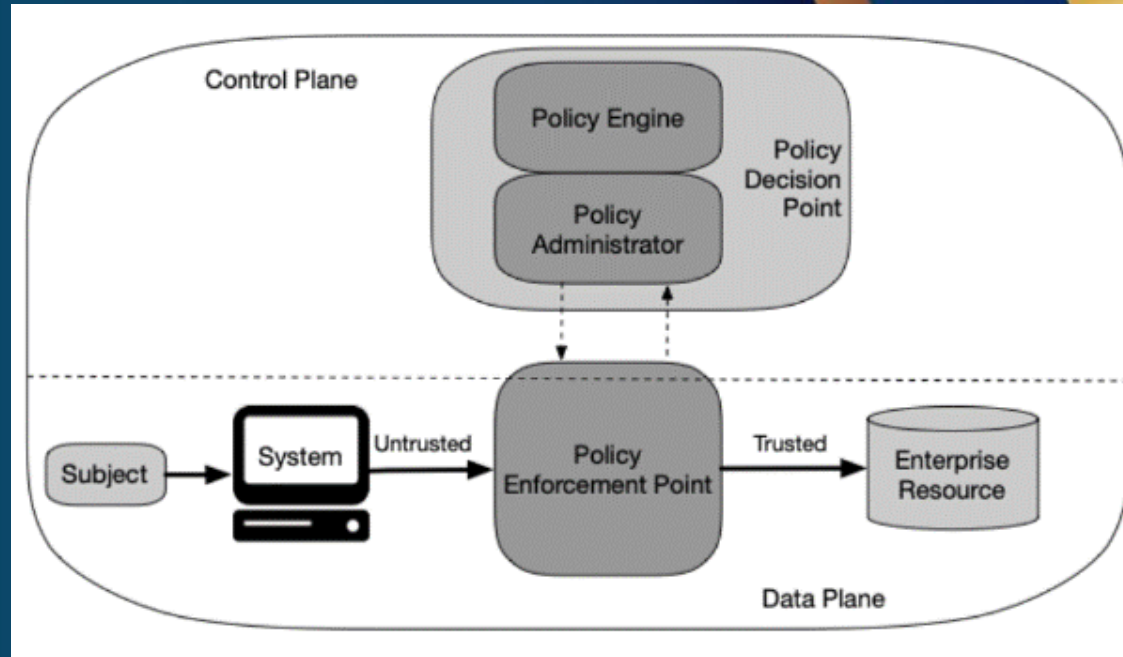 Control Plane
Policy Engine
Policy
Decision
Point
Policy
Administrator
Subject
System
Untrusted
Policy
Enforcement Point
Trusted
Enterprise
Resource
Data Plane